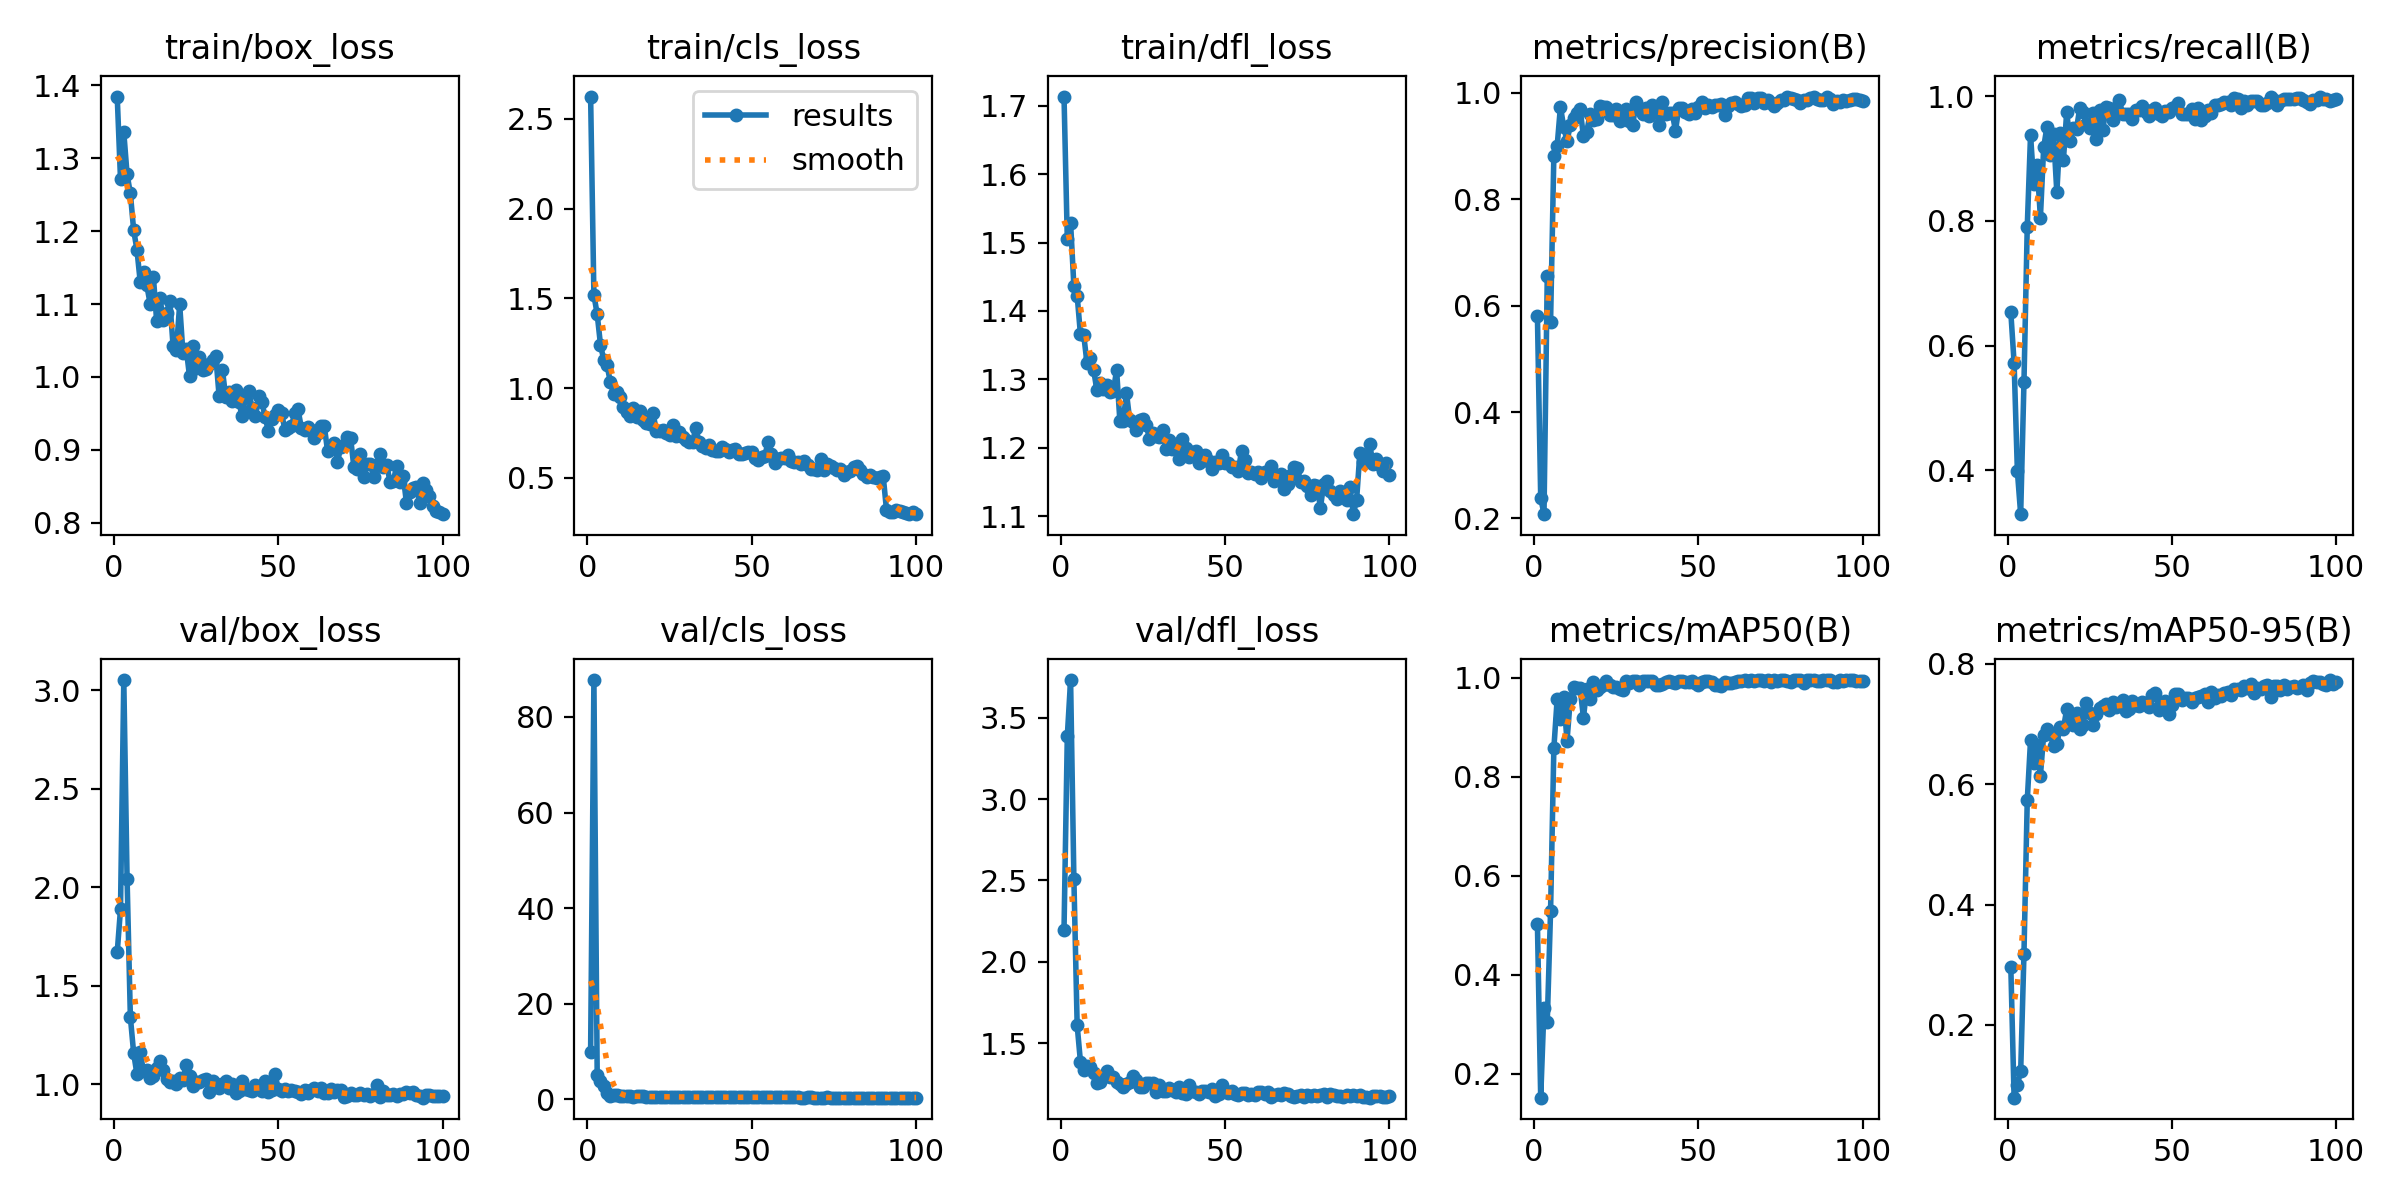 train/box_loss
1.4
1.3
1.2
1.1
1.0
0.9
0.8
0 50 100
train/cls_loss
results
smooth
2.5
2.0
1.5
1.0
0.5
0 50 100
train/dfl_loss
1.7
1.6
1.5
1.4
1.3
1.2
1.1
0 50 100
metrics/precision(B)
1.0
0.8
0.6
0.4
0.2
0 50 100
metrics/recall(B)
1.0
0.8
0.6
0.4
0 50 100
val/box_loss
3.0
2.5
2.0
1.5
1.0
0 50 100
val/cls_loss
80
60
40
20
0
0 50 100
val/dfl_loss
3.5
3.0
2.5
2.0
1.5
0 50 100
metrics/mAP50(B)
1.0
0.8
0.6
0.4
0.2
0 50 100
metrics/mAP50-95(B)
0.8
0.6
0.4
0.2
0 50 100